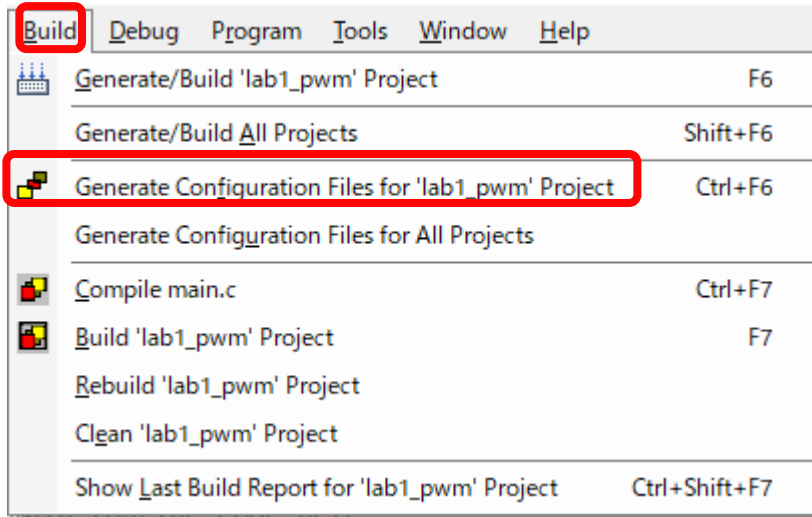 Build Debug Program Tools Window Help
Generate/Build 'lab1_pwm' Project F6
Generate/Build All Projects Shift+F6
Generate Configuration Files for 'lab1_pwm' Project Ctrl+F6
Generate Configuration Files for All Projects
Compile main.c Ctrl+F7
Build 'lab1_pwm' Project F7
Rebuild 'lab1_pwm' Project
Clean 'lab1_pwm' Project
Show Last Build Report for 'lab1_pwm' Project Ctrl+Shift+F7